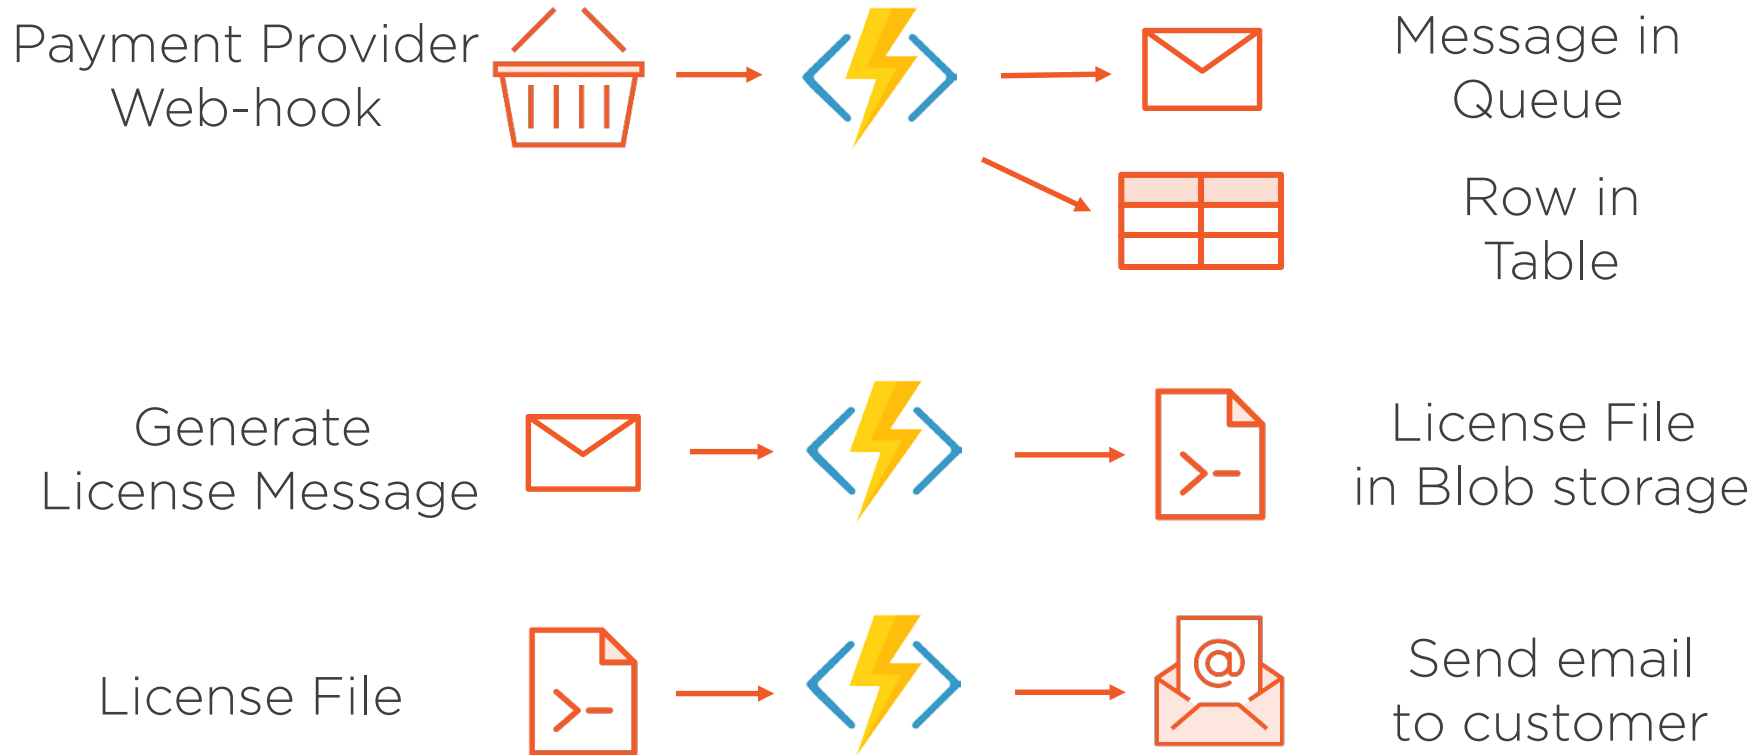 Payment Provider
Web-hook
Message in
Queue
Row in
Table
Generate
License Message
License File
in Blob storage
License File
Send email
to customer